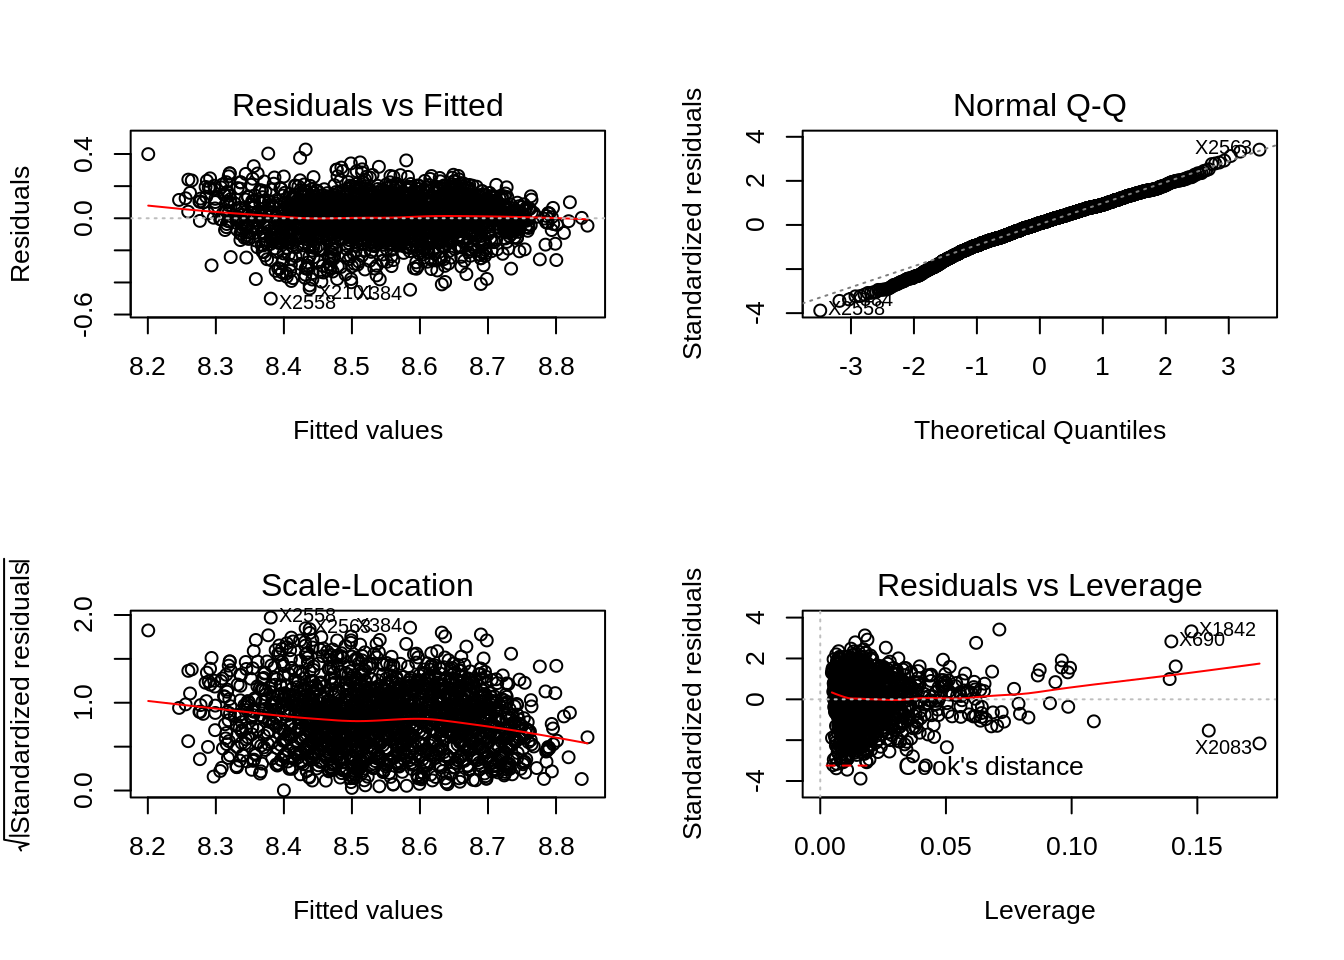 Residuals vs Fitted
Residuals
0.4
0.0
-0.6
X2558
X2101
X384
8.2 8.3 8.4 8.5 8.6 8.7 8.8
Fitted values
Normal Q-Q
Standardized residuals
4
2
0
-4
X2563
X384
X2558
-3 -2 -1 0 1 2 3
Theoretical Quantiles
Scale-Location
√|Standardized residuals|
2.0
1.0
0.0
X2558
X2563
X384
8.2 8.3 8.4 8.5 8.6 8.7 8.8
Fitted values
Residuals vs Leverage
Standardized residuals
4
2
0
-4
X1842
X690
X2083
Cook's distance
0.00 0.05 0.10 0.15
Leverage